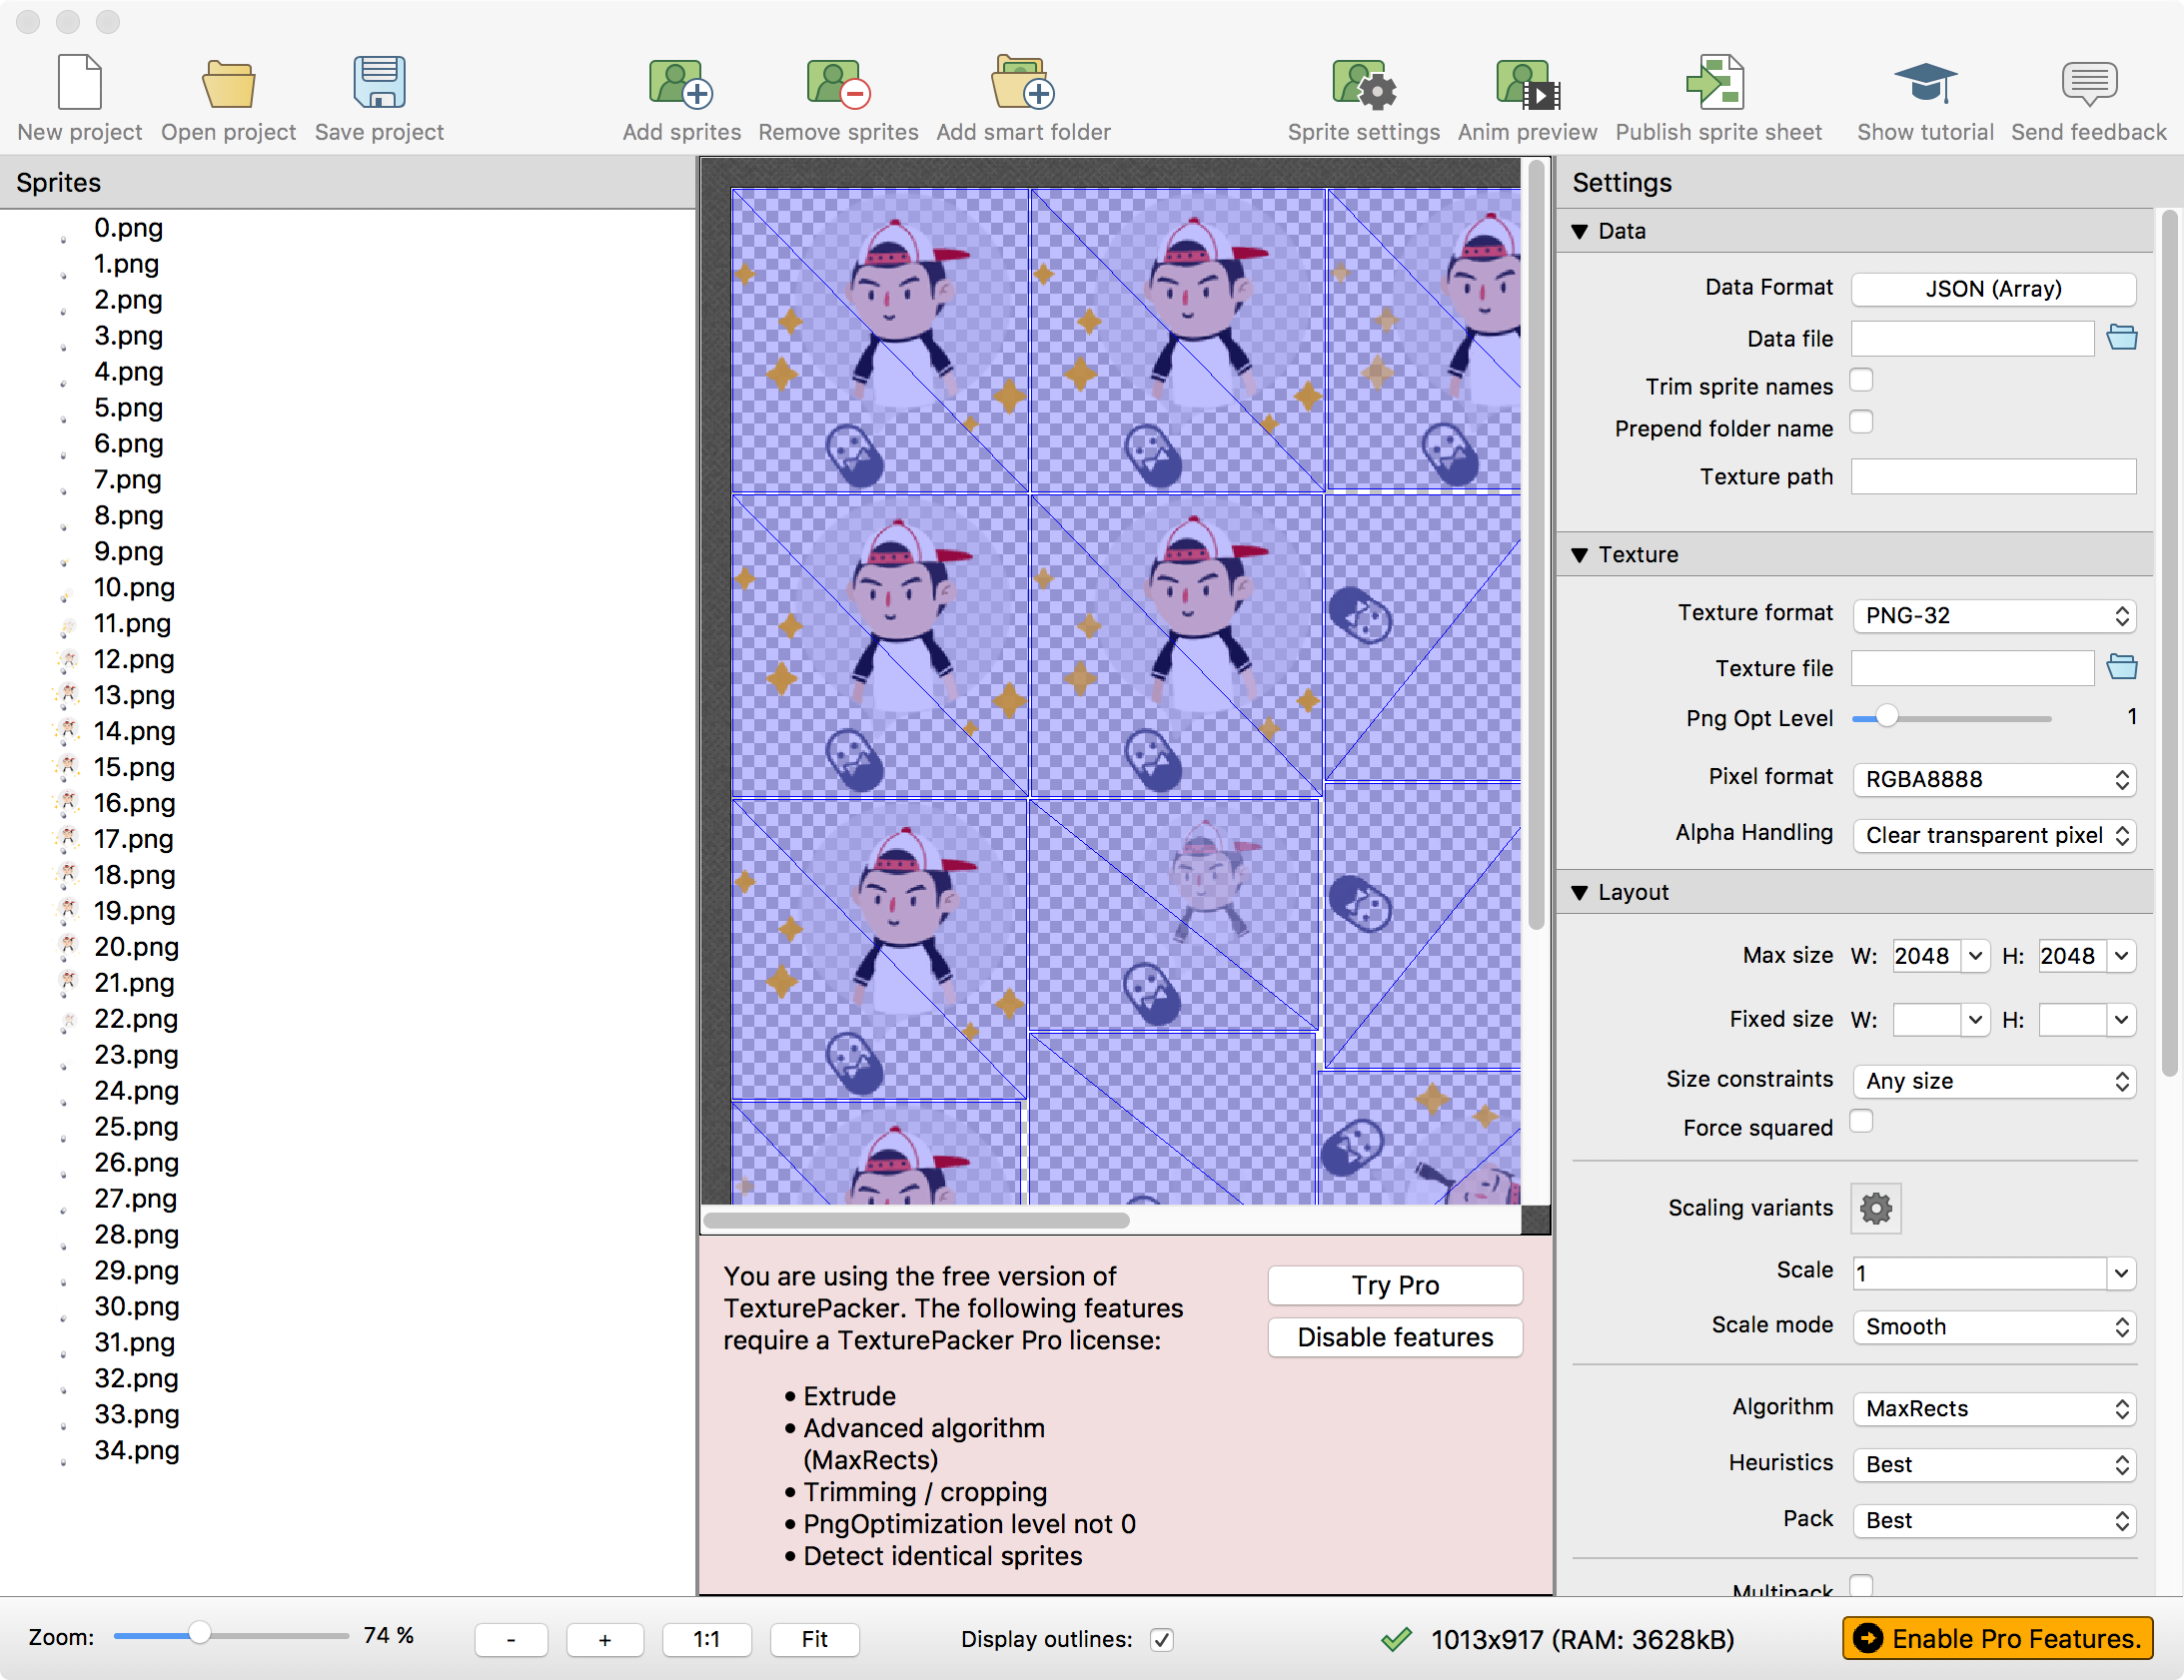 New project
Open project
Save project
Add sprites
Remove sprites
Add smart folder
Sprite settings
Anim preview
Publish sprite sheet
Show tutorial
Send feedback
Sprites
0.png
1.png
2.png
3.png
4.png
5.png
6.png
7.png
8.png
9.png
10.png
11.png
12.png
13.png
14.png
15.png
16.png
17.png
18.png
19.png
20.png
21.png
22.png
23.png
24.png
25.png
26.png
27.png
28.png
29.png
30.png
31.png
32.png
33.png
34.png
You are using the free version of
TexturePacker. The following features
require a TexturePacker Pro license:
• Extrude
• Advanced algorithm
(MaxRects)
• Trimming / cropping
• PngOptimization level not 0
• Detect identical sprites
Try Pro
Disable features
Settings
Data
Data Format JSON (Array)
Data file
Trim sprite names
Prepend folder name
Texture path
Texture
Texture format PNG-32
Texture file
Png Opt Level 1
Pixel format RGBA8888
Alpha Handling Clear transparent pixel
Layout
Max size W: 2048 H: 2048
Fixed size W: H:
Size constraints Any size
Force squared
Scaling variants
Scale 1
Scale mode Smooth
Algorithm MaxRects
Heuristics Best
Pack Best
Multipack
Zoom: 74 % - + 1:1 Fit Display outlines: 1013x917 (RAM: 3628kB) Enable Pro Features.